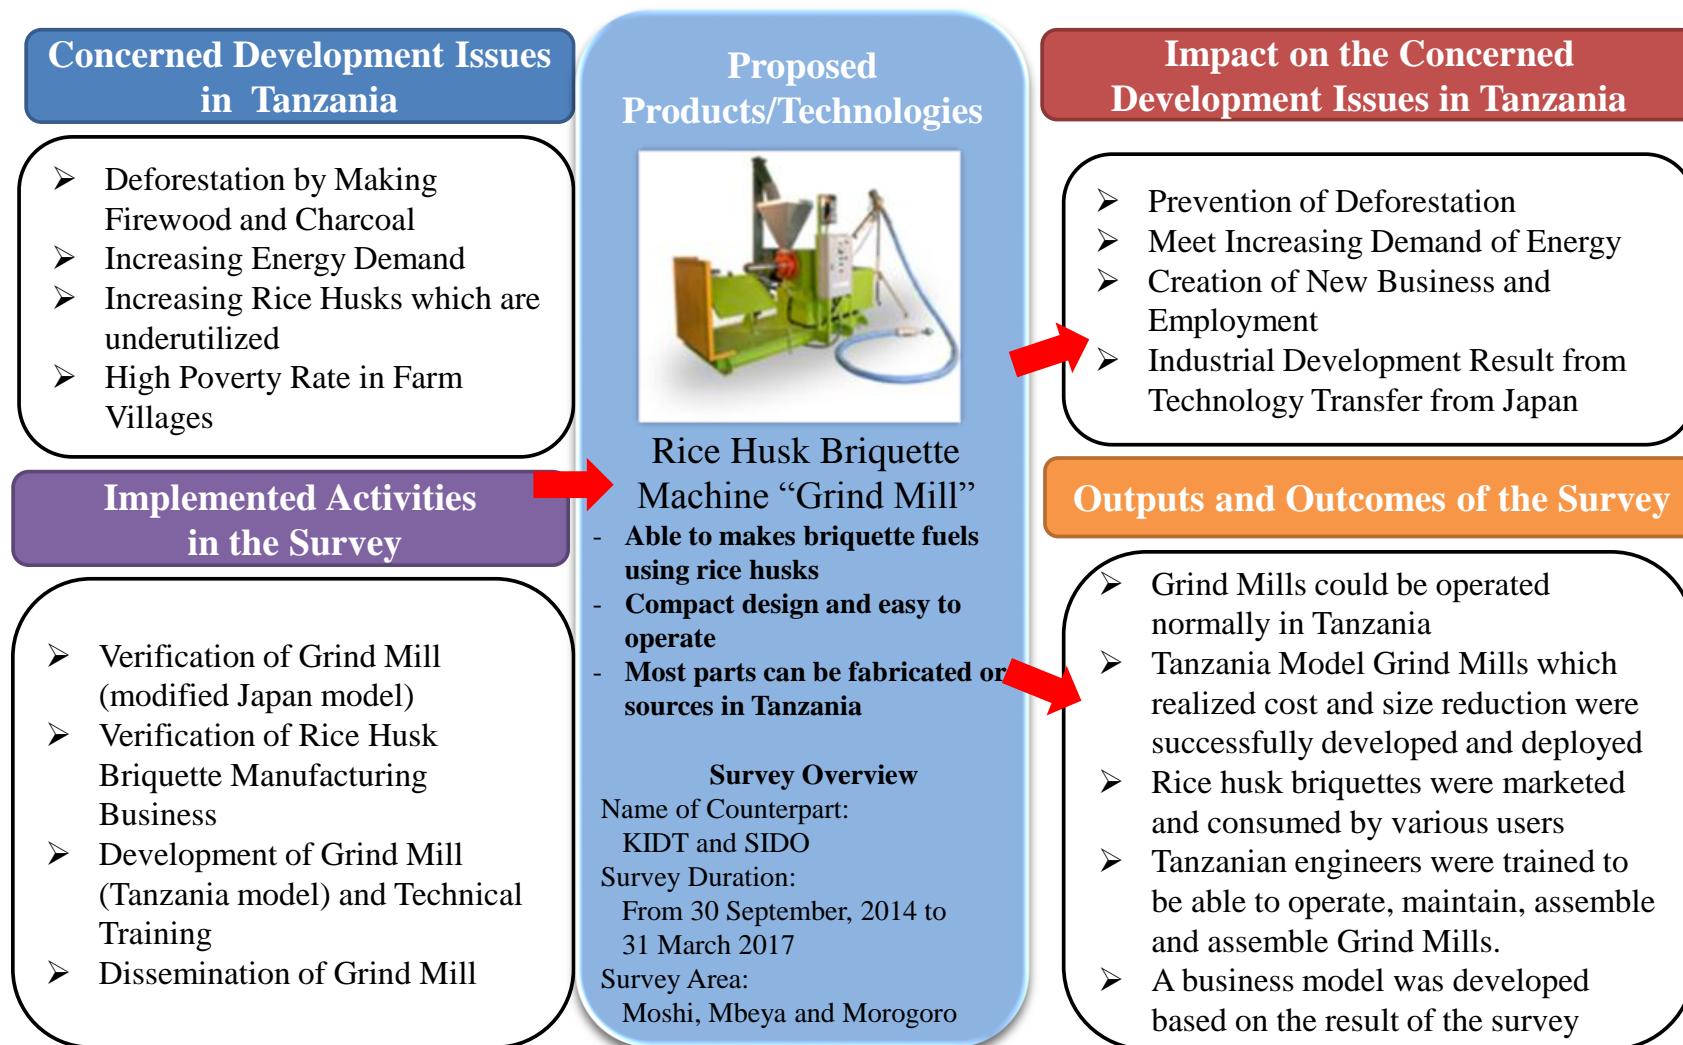 Concerned Development Issues
in Tanzania
➢ Deforestation by Making
Firewood and Charcoal
➢ Increasing Energy Demand
➢ Increasing Rice Husks which are
underutilized
➢ High Poverty Rate in Farm
Villages
Implemented Activities
in the Survey
➢ Verification of Grind Mill
(modified Japan model)
➢ Verification of Rice Husk
Briquette Manufacturing
Business
➢ Development of Grind Mill
(Tanzania model) and Technical
Training
➢ Dissemination of Grind Mill
Proposed
Products/Technologies
Rice Husk Briquette
Machine “Grind Mill”
- Able to makes briquette fuels
using rice husks
- Compact design and easy to
operate
- Most parts can be fabricated or
sources in Tanzania
Survey Overview
Name of Counterpart:
KIDT and SIDO
Survey Duration:
From 30 September, 2014 to
31 March 2017
Survey Area:
Moshi, Mbeya and Morogoro
Impact on the Concerned
Development Issues in Tanzania
➢ Prevention of Deforestation
➢ Meet Increasing Demand of Energy
➢ Creation of New Business and
Employment
➢ Industrial Development Result from
Technology Transfer from Japan
Outputs and Outcomes of the Survey
➢ Grind Mills could be operated
normally in Tanzania
➢ Tanzania Model Grind Mills which
realized cost and size reduction were
successfully developed and deployed
➢ Rice husk briquettes were marketed
and consumed by various users
➢ Tanzanian engineers were trained to
be able to operate, maintain, assemble
and assemble Grind Mills.
➢ A business model was developed
based on the result of the survey